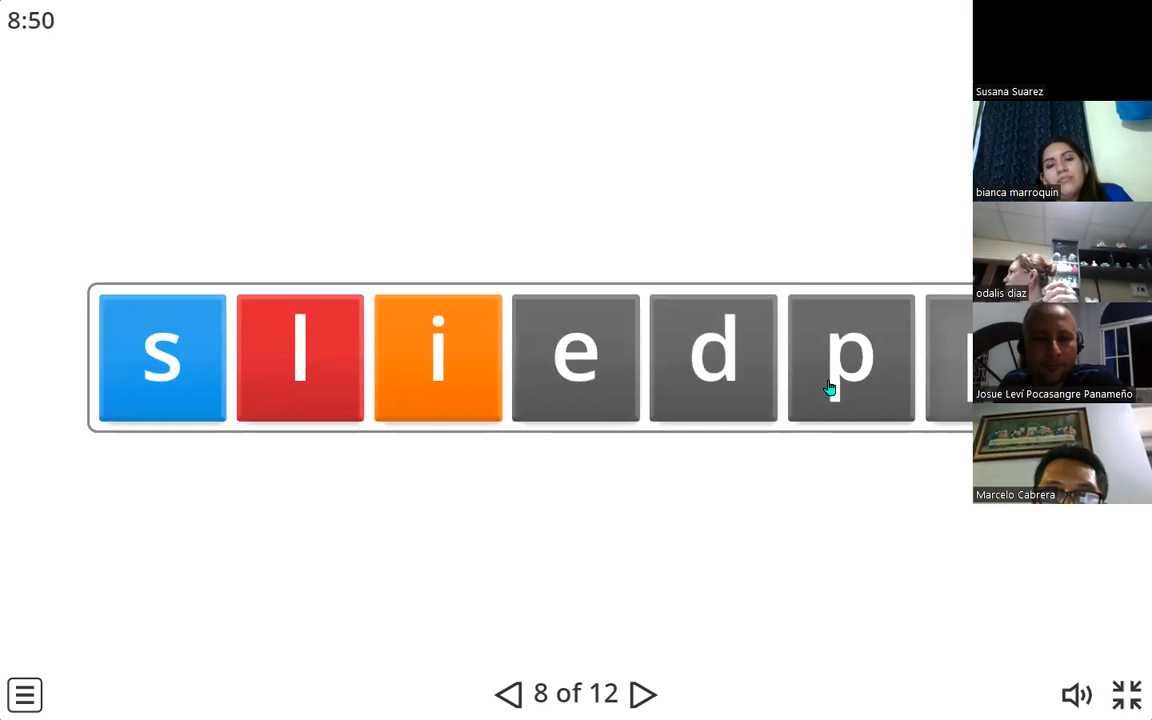 8:50
Susana Suarez
bianca marroquin
odalis diaz
s l i e d p
Josue Leví Pocasangre Panameño
Marcelo Cabrera
8 of 12